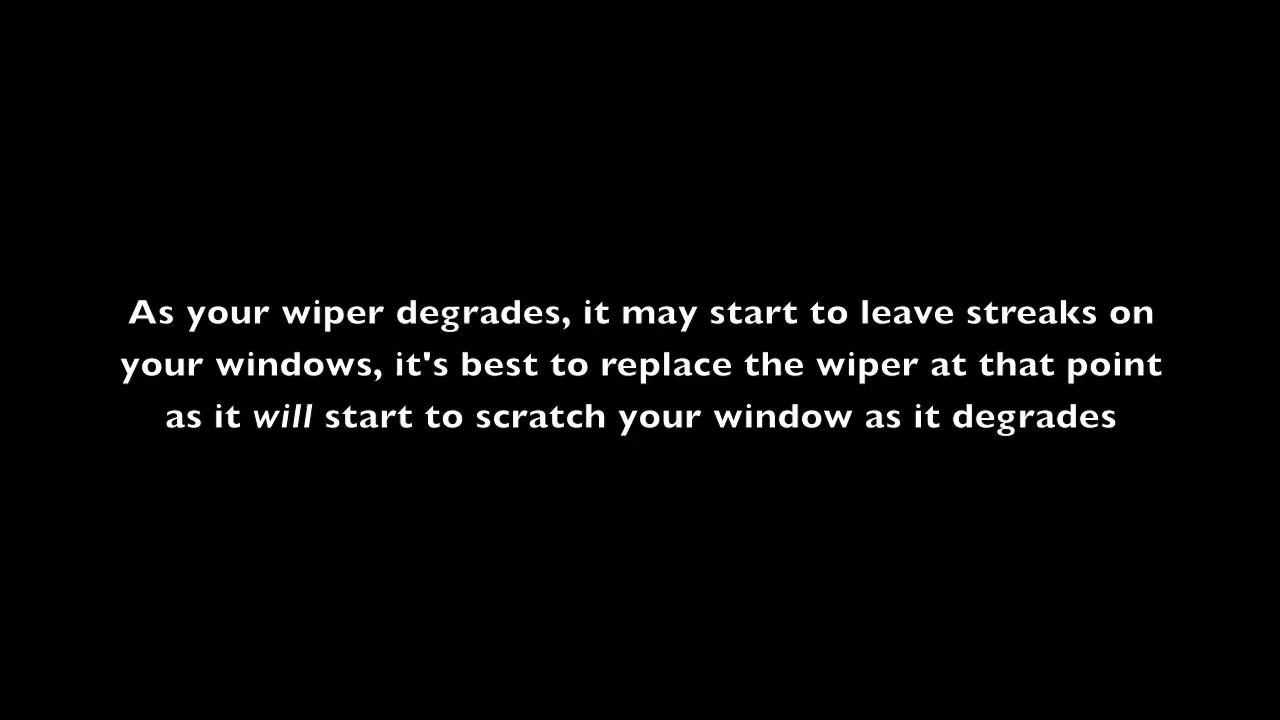 As your wiper degrades, it may start to leave streaks on
your windows, it's best to replace the wiper at that point
as it will start to scratch your window as it degrades